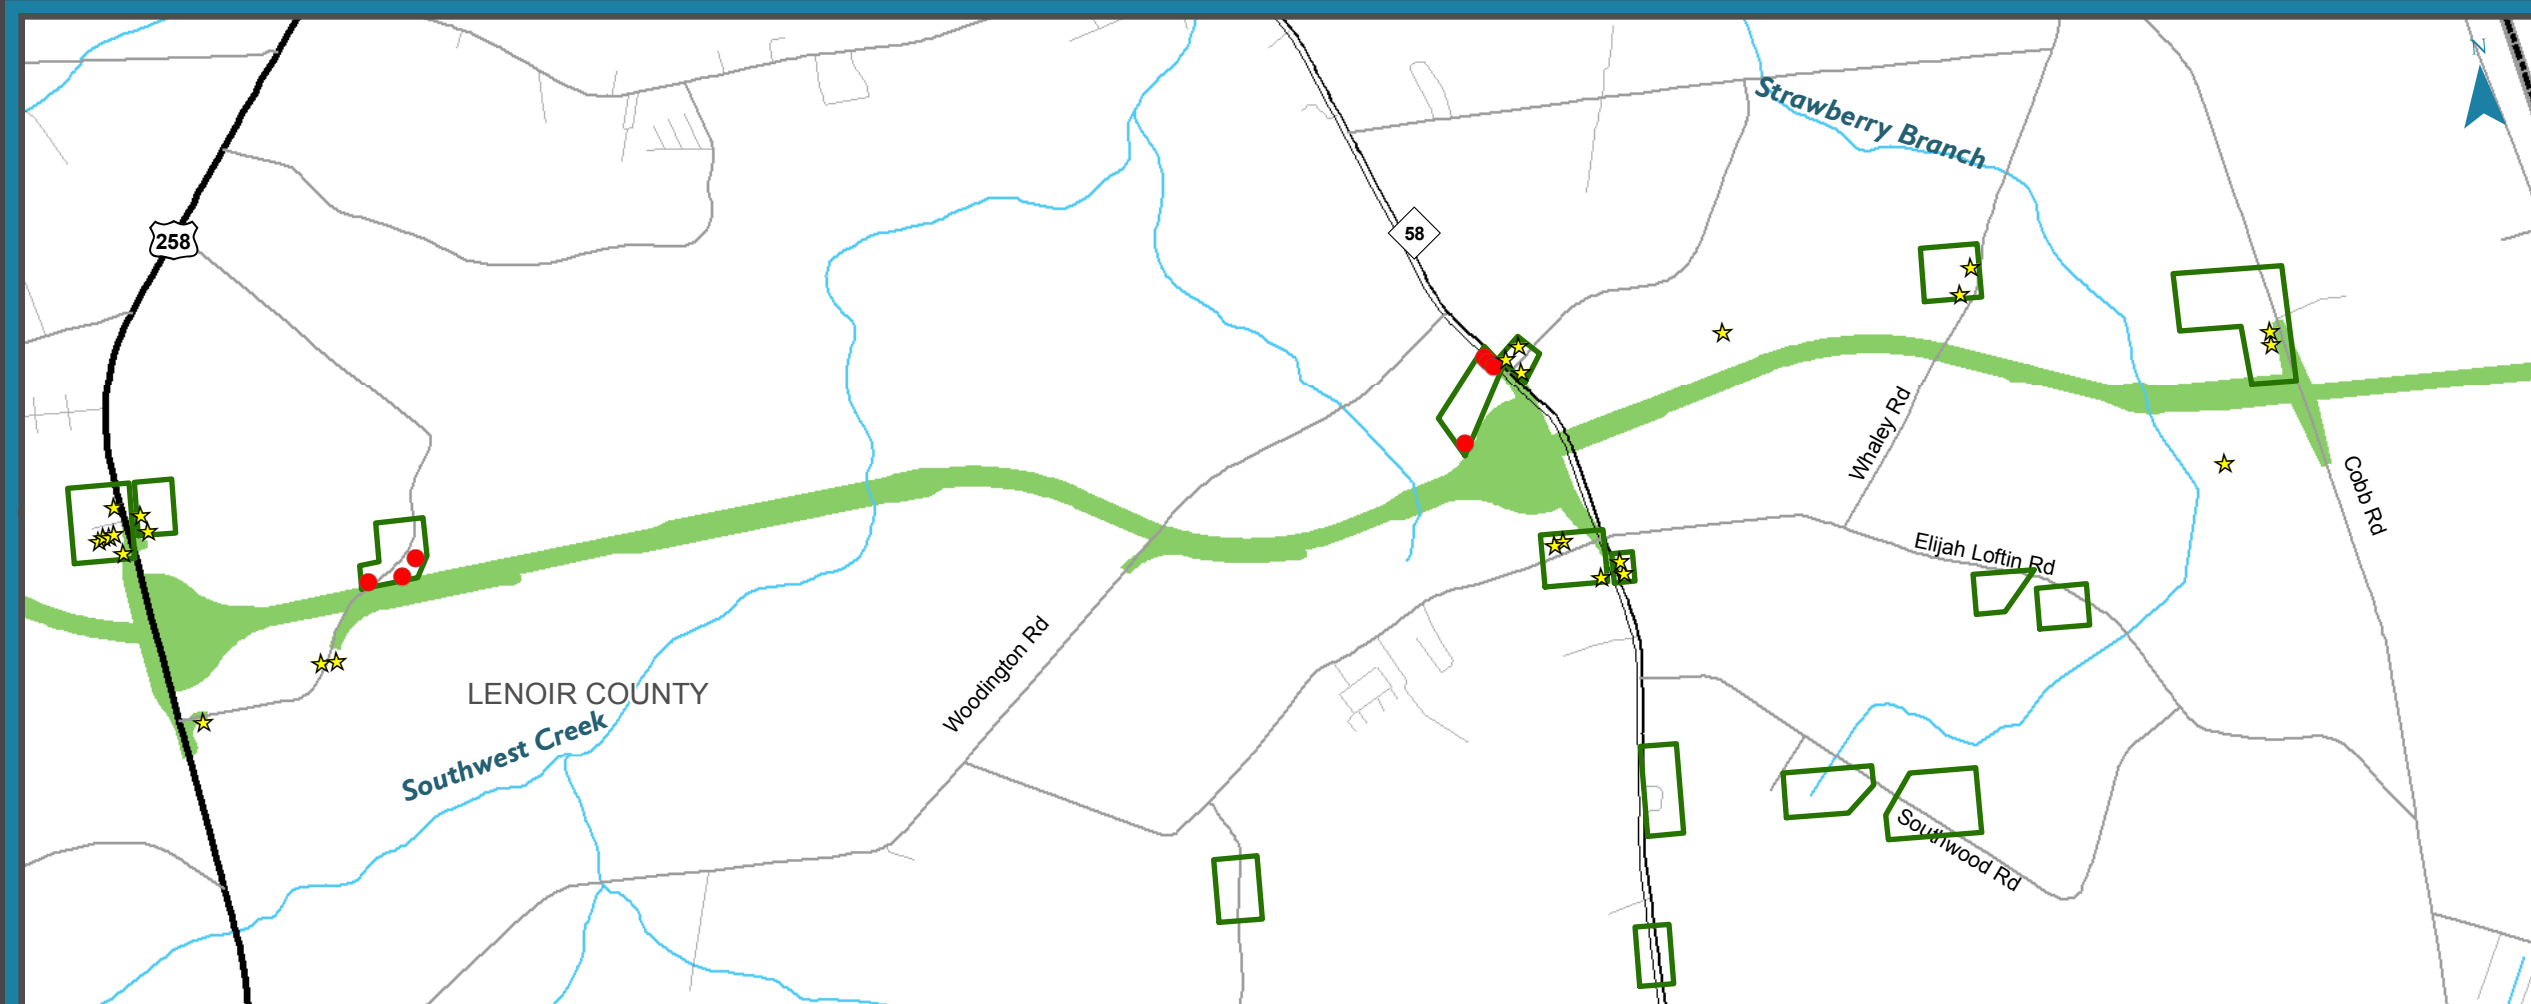 N
Strawberry Branch
258
58
Whaley Rd
Cobb Rd
Elijah Loftin Rd
Woodington Rd
LENOIR COUNTY
Southwest Creek
Southwood Rd